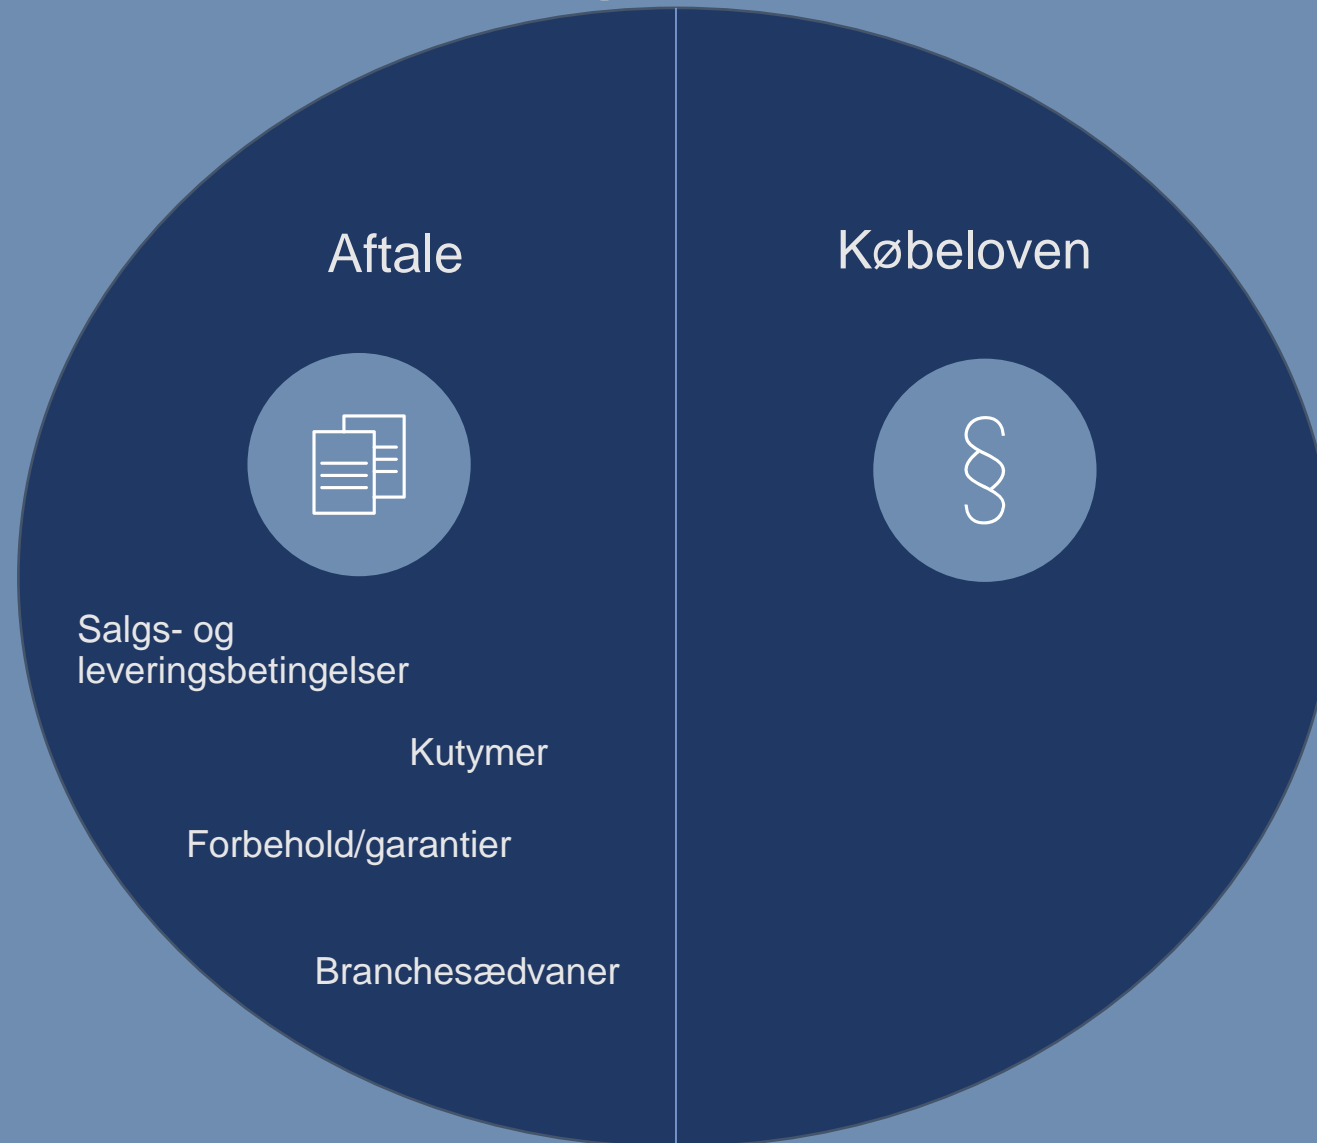 Aftale
Købeloven
§
Salgs- og
leveringsbetingelser
Kutymer
Forbehold/garantier
Branchesædvaner